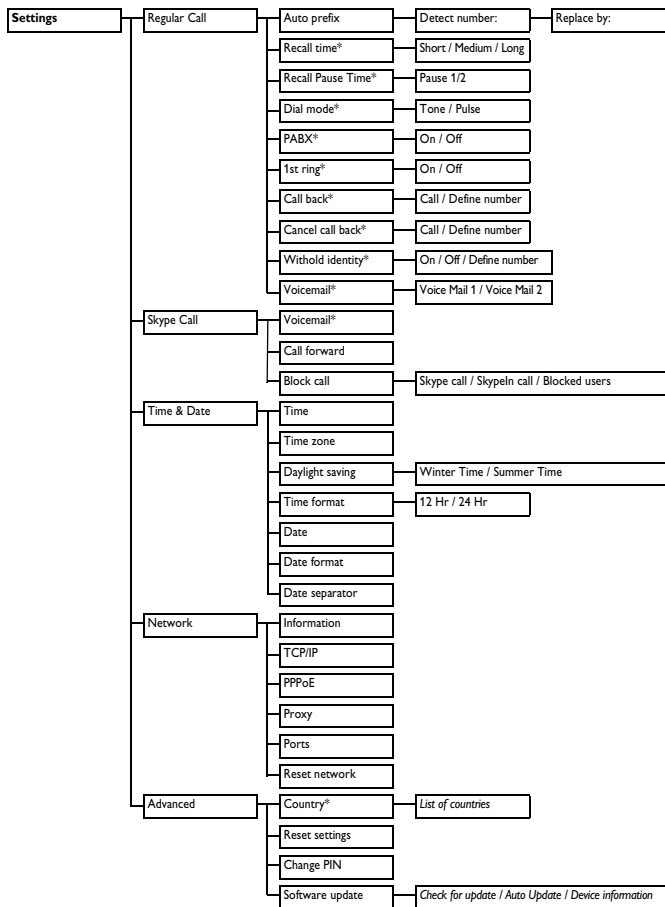 Settings Regular Call Auto prefix Detect number: Replace by:
Recall time* Short / Medium / Long
Recall Pause Time* Pause 1/2
Dial mode* Tone / Pulse
PABX* On / Off
1st ring* On / Off
Call back* Call / Define number
Cancel call back* Call / Define number
Withold identity* On / Off / Define number
Voicemail* Voice Mail 1 / Voice Mail 2
Skype Call Voicemail*
Call forward
Block call Skype call / SkypeIn call / Blocked users
Time & Date Time
Time zone
Daylight saving Winter Time / Summer Time
Time format 12 Hr / 24 Hr
Date
Date format
Date separator
Network Information
TCP/IP
PPPoE
Proxy
Ports
Reset network
Advanced Country* List of countries
Reset settings
Change PIN
Software update Check for update / Auto Update / Device information